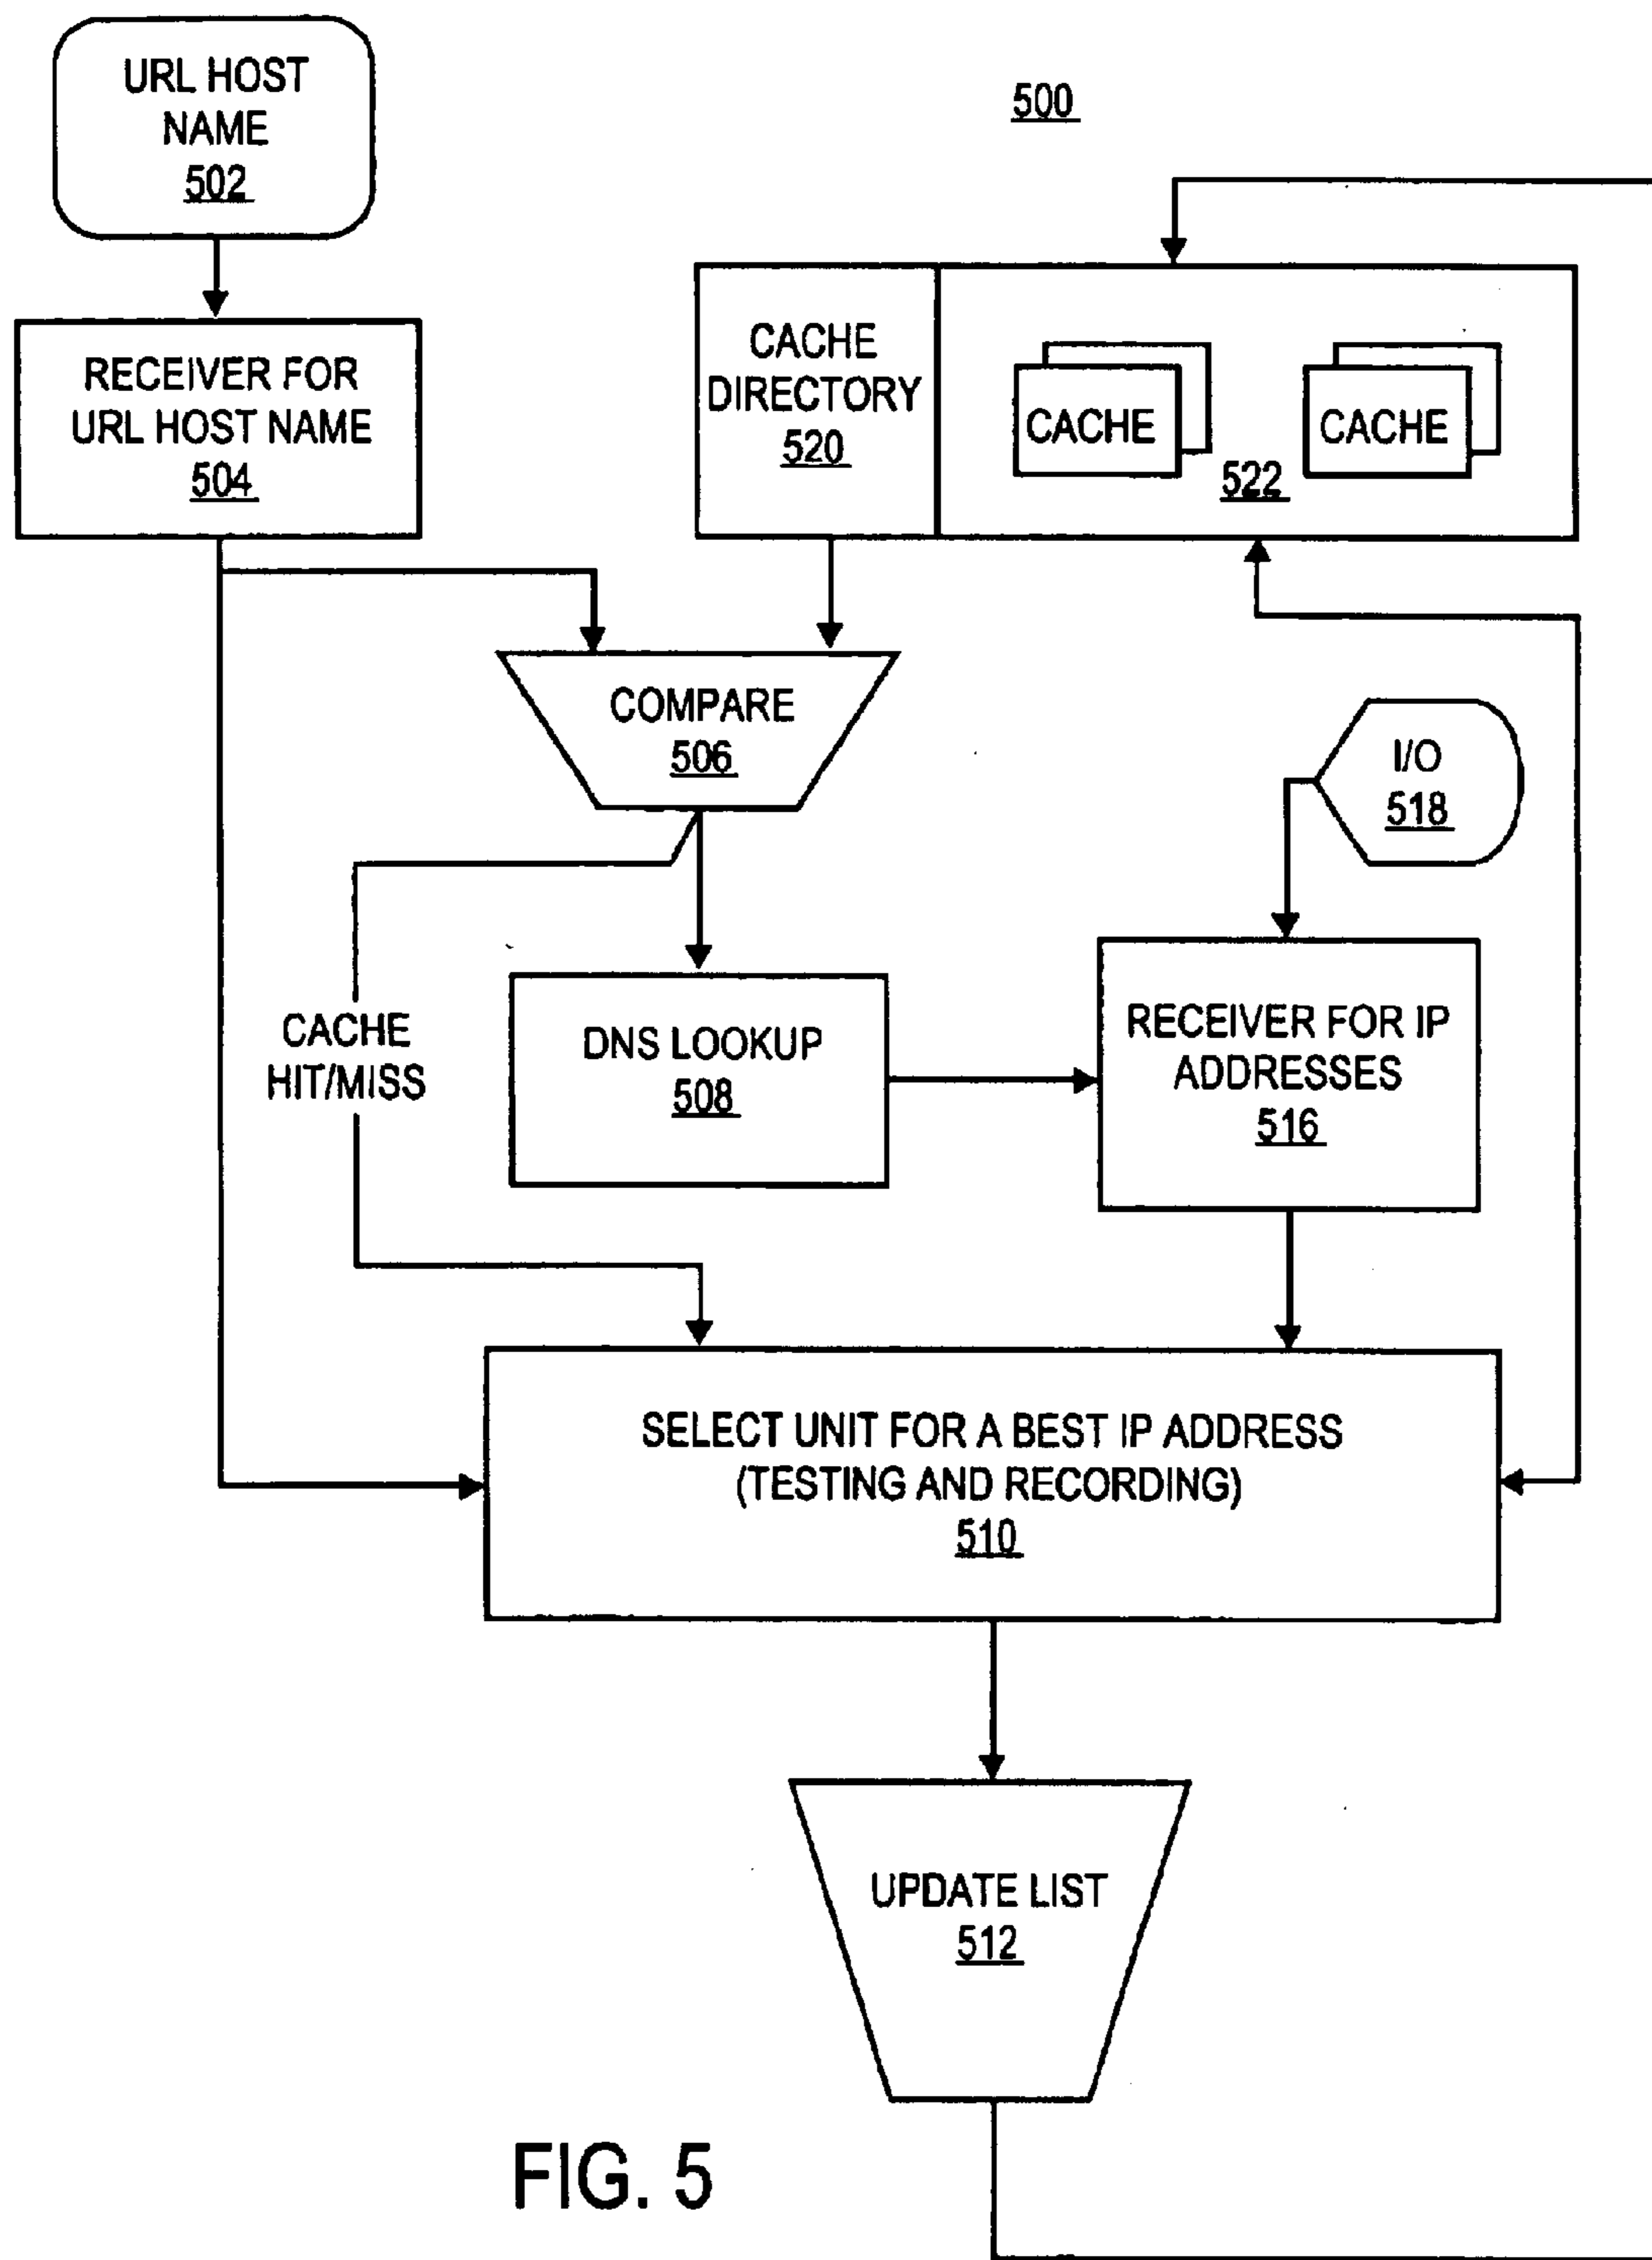 URL HOST
NAME
502
500
RECEIVER FOR
URL HOST NAME
504
CACHE
DIRECTORY
520
CACHE
CACHE
522
COMPARE
506
I/O
518
CACHE
HIT/MISS
DNS LOOKUP
508
RECEIVER FOR IP
ADDRESSES
516
SELECT UNIT FOR A BEST IP ADDRESS
(TESTING AND RECORDING)
510
UPDATE LIST
512
FIG. 5